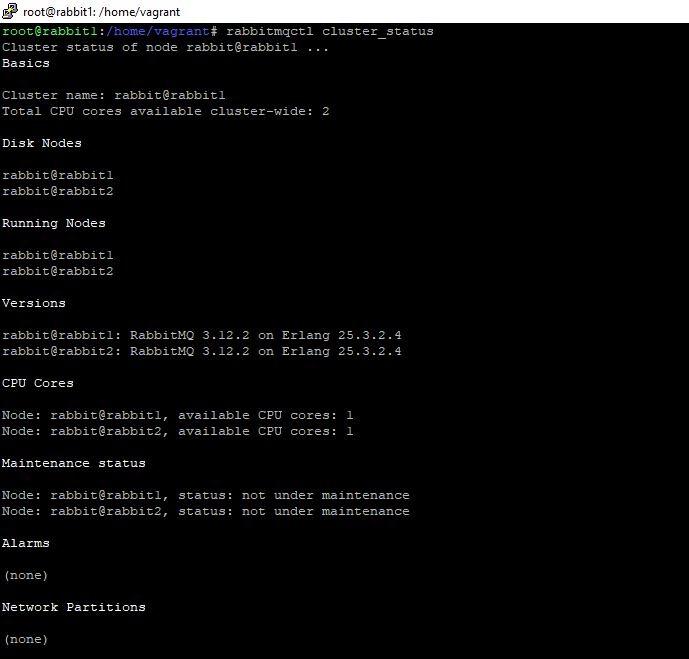 root@rabbit1: /home/vagrant
root@rabbit1:/home/vagrant# rabbitmqctl cluster_status
Cluster status of node rabbit@rabbit1 ...
Basics
Cluster name: rabbit@rabbit1
Total CPU cores available cluster-wide: 2
Disk Nodes
rabbit@rabbit1
rabbit@rabbit2
Running Nodes
rabbit@rabbit1
rabbit@rabbit2
Versions
rabbit@rabbit1: RabbitMQ 3.12.2 on Erlang 25.3.2.4
rabbit@rabbit2: RabbitMQ 3.12.2 on Erlang 25.3.2.4
CPU Cores
Node: rabbit@rabbit1, available CPU cores: 1
Node: rabbit@rabbit2, available CPU cores: 1
Maintenance status
Node: rabbit@rabbit1, status: not under maintenance
Node: rabbit@rabbit2, status: not under maintenance
Alarms
(none)
Network Partitions
(none)